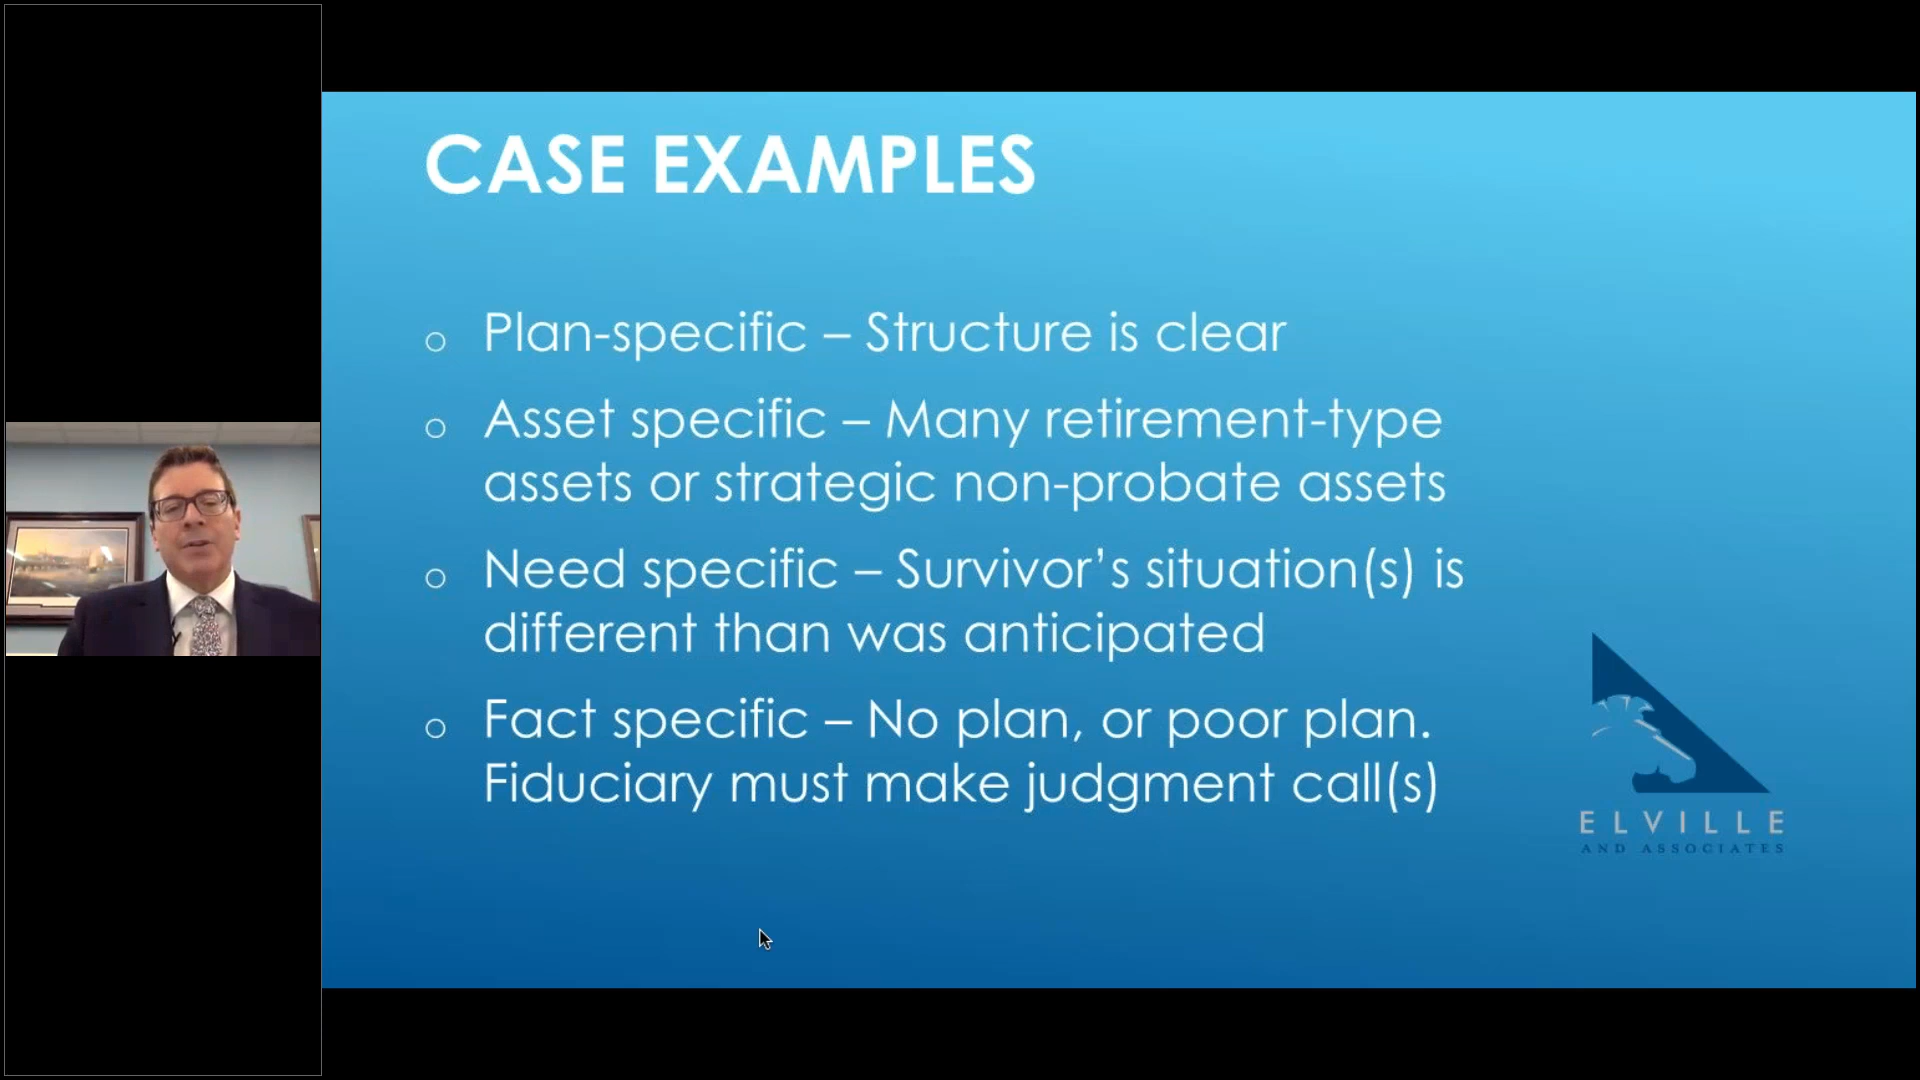 CASE EXAMPLES
o Plan-specific – Structure is clear
o Asset specific – Many retirement-type
assets or strategic non-probate assets
o Need specific – Survivor’s situation(s) is
different than was anticipated
o Fact specific – No plan, or poor plan.
Fiduciary must make judgment call(s)
ELVILLE
AND ASSOCIATES